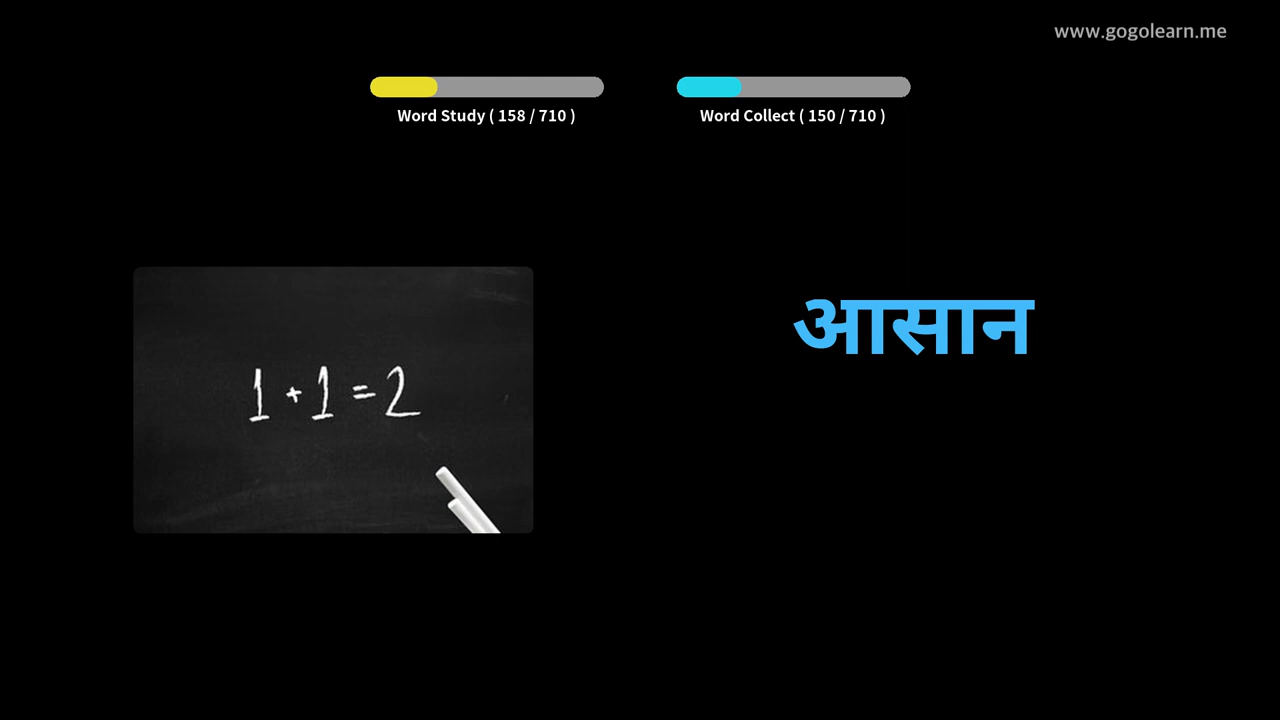 www.gogolearn.me
Word Study ( 158 / 710 )
Word Collect ( 150 / 710 )
आसान
1 + 1 = 2